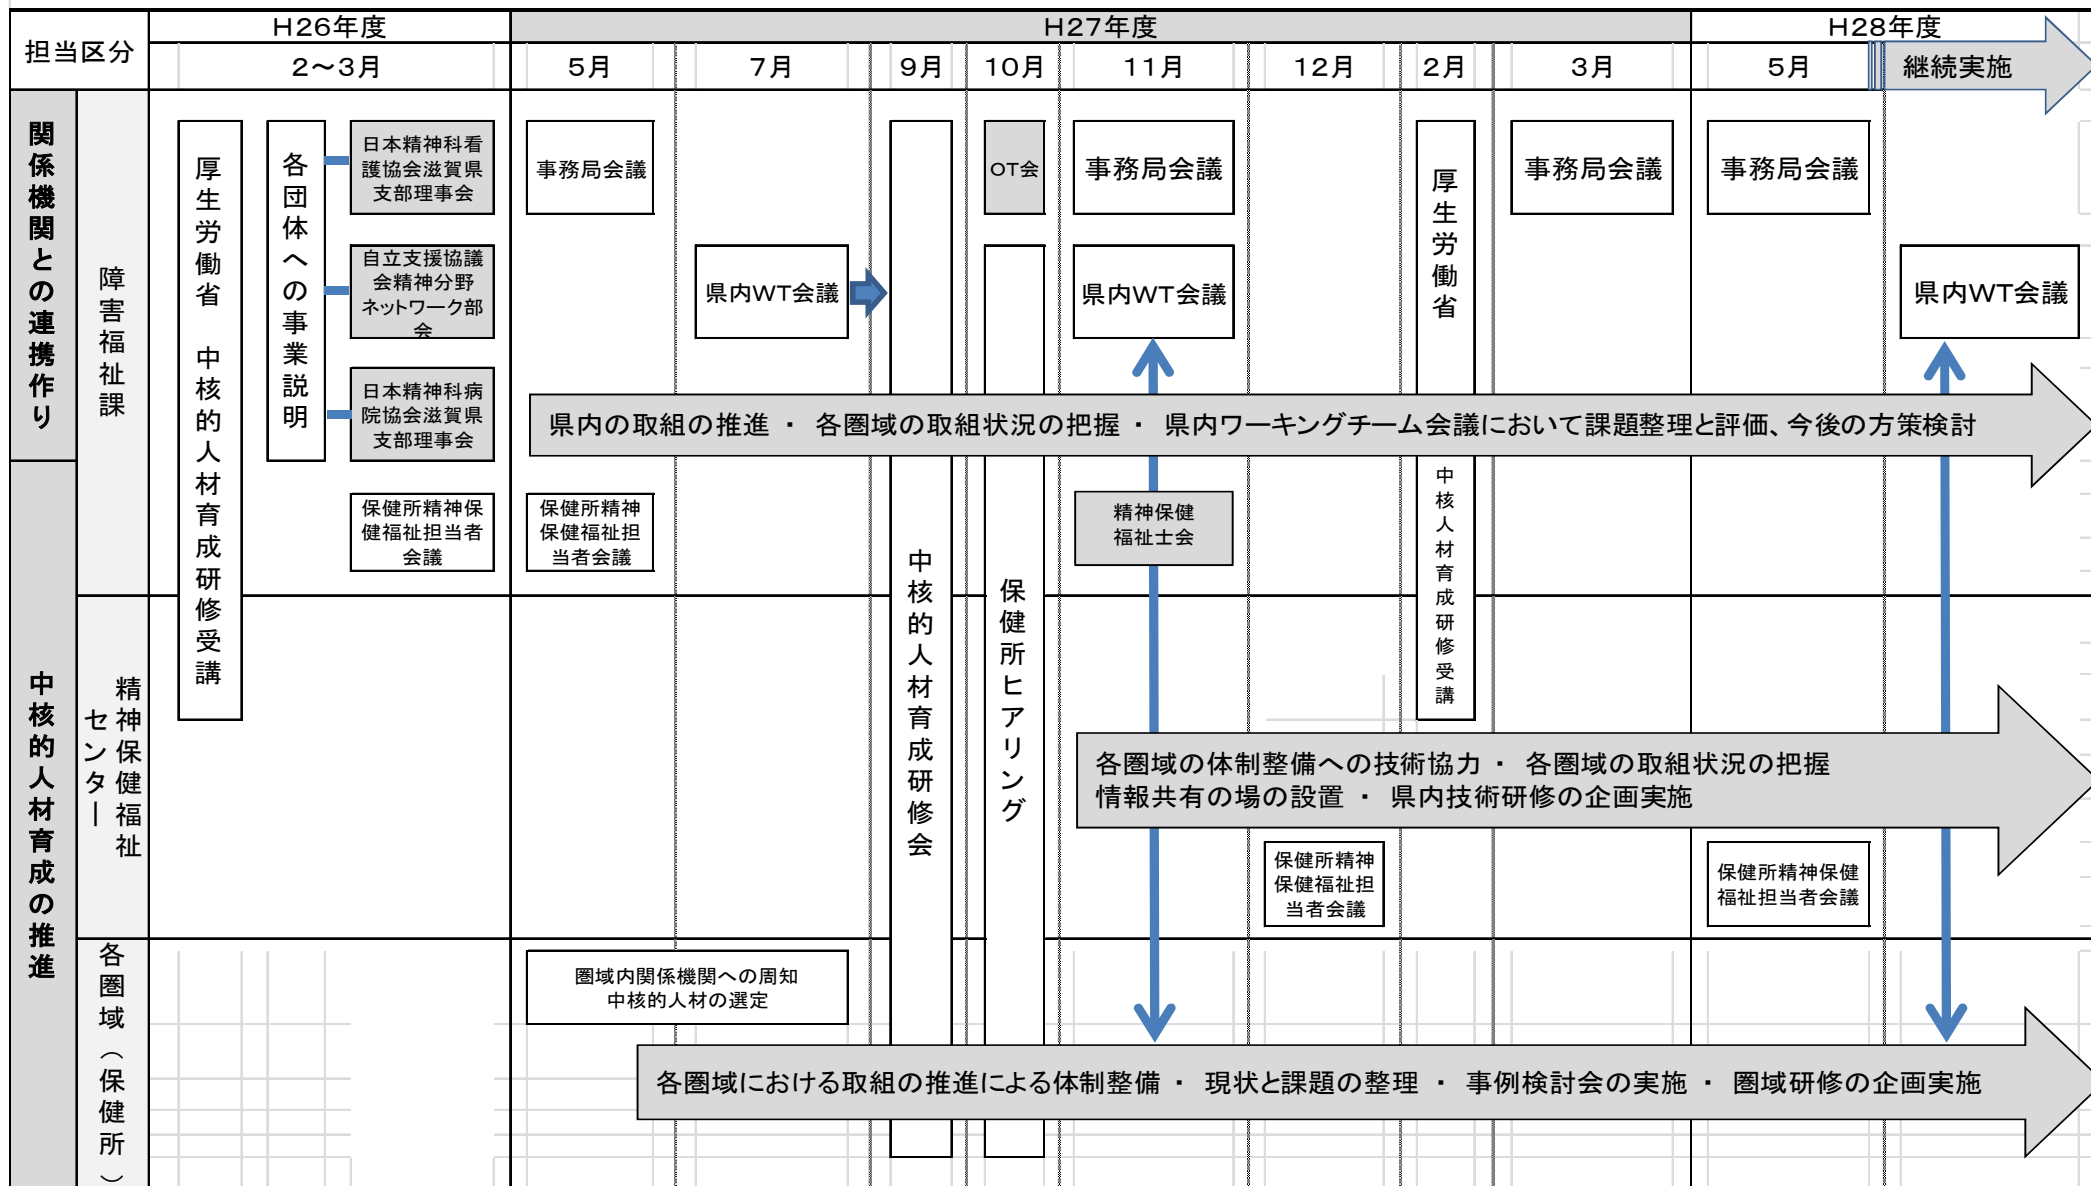 担当区分
H26年度
H27年度
H28年度
2～3月
5月
7月
9月
10月
11月
12月
2月
3月
5月
継続実施
関係機関との連携作り
中核的人材育成の推進
障害福祉課
精神保健福祉
センター
各圏域（保健所）
厚生労働省　中核的人材育成研修受講
各団体への事業説明
日本精神科看
護協会滋賀県
支部理事会
自立支援協議
会精神分野
ネットワーク部
会
日本精神科病
院協会滋賀県
支部理事会
保健所精神保
健福祉担当者
会議
事務局会議
保健所精神
保健福祉担
当者会議
県内WT会議
中核的人材育成研修会
OT会
保健所ヒアリング
事務局会議
県内WT会議
精神保健
福祉士会
厚生労働省
中核人材育成研修受講
事務局会議
事務局会議
県内WT会議
県内の取組の推進 ・ 各圏域の取組状況の把握 ・ 県内ワーキングチーム会議において課題整理と評価、今後の方策検討
各圏域の体制整備への技術協力 ・ 各圏域の取組状況の把握
情報共有の場の設置 ・ 県内技術研修の企画実施
保健所精神
保健福祉担
当者会議
保健所精神保健
福祉担当者会議
圏域内関係機関への周知
中核的人材の選定
各圏域における取組の推進による体制整備 ・ 現状と課題の整理 ・ 事例検討会の実施 ・ 圏域研修の企画実施